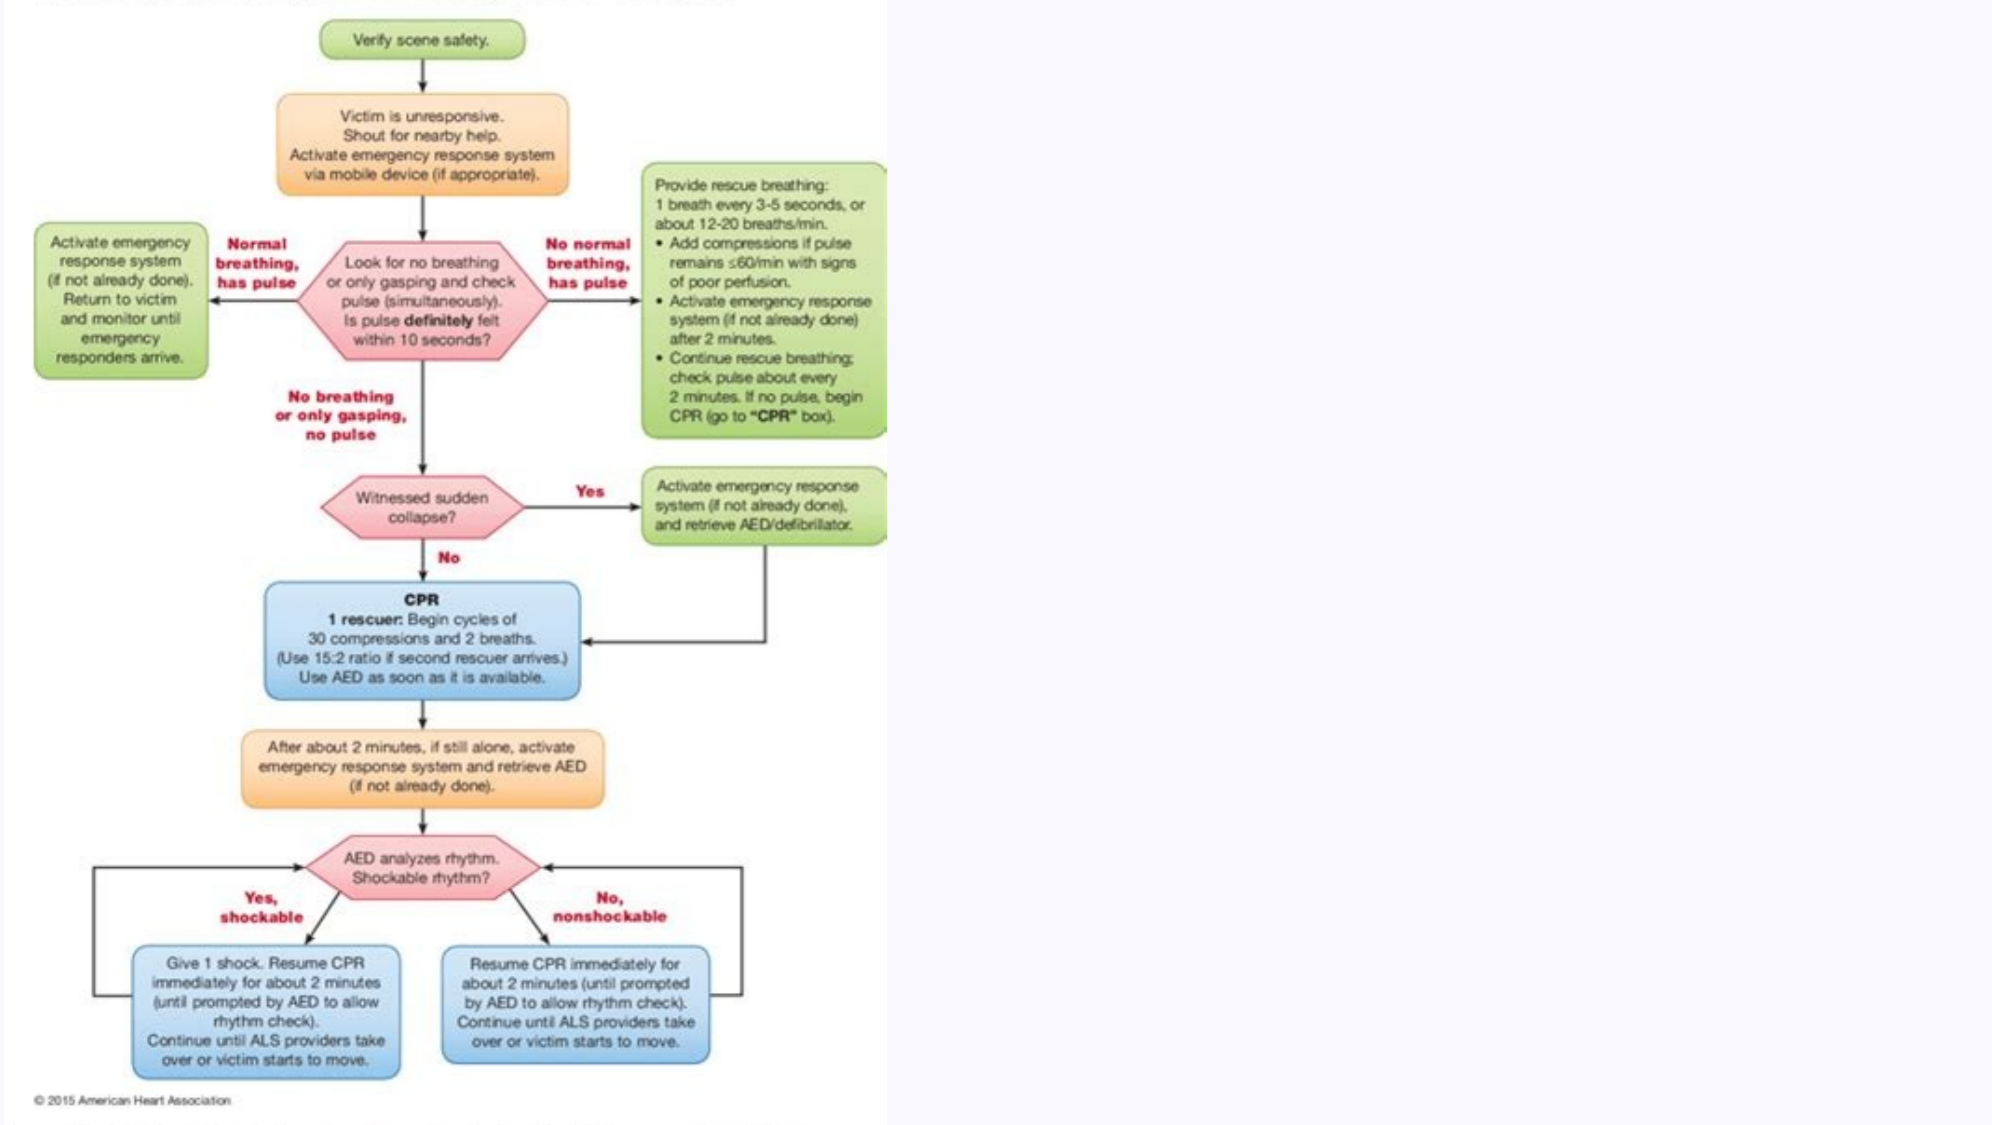 Verify scene safety.
Victim is unresponsive.
Shout for nearby help.
Activate emergency response system
via mobile device (if appropriate).
Activate emergency
response system
(if not already done).
Return to victim
and monitor until
emergency
responders arrive.
Normal
breathing,
has pulse
Look for no breathing
or only gasping and check
pulse (simultaneously).
Is pulse definitely felt
within 10 seconds?
No normal
breathing,
has pulse
Provide rescue breathing:
1 breath every 3-5 seconds, or
about 12-20 breaths/min.
• Add compressions if pulse
remains ≤60/min with signs
of poor perfusion.
• Activate emergency response
system (if not already done)
after 2 minutes.
• Continue rescue breathing;
check pulse about every
2 minutes. If no pulse, begin
CPR (go to "CPR" box).
No breathing
or only gasping,
no pulse
Witnessed sudden
collapse?
Yes
Activate emergency response
system (if not already done),
and retrieve AED/defibrillator.
No
CPR
1 rescuer: Begin cycles of
30 compressions and 2 breaths.
(Use 15:2 ratio if second rescuer arrives.)
Use AED as soon as it is available.
After about 2 minutes, if still alone, activate
emergency response system and retrieve AED
(if not already done).
AED analyzes rhythm.
Shockable rhythm?
Yes,
shockable
No,
nonshockable
Give 1 shock. Resume CPR
immediately for about 2 minutes
(until prompted by AED to allow
rhythm check).
Continue until ALS providers take
over or victim starts to move.
Resume CPR immediately for
about 2 minutes (until prompted
by AED to allow rhythm check).
Continue until ALS providers take
over or victim starts to move.
© 2015 American Heart Association